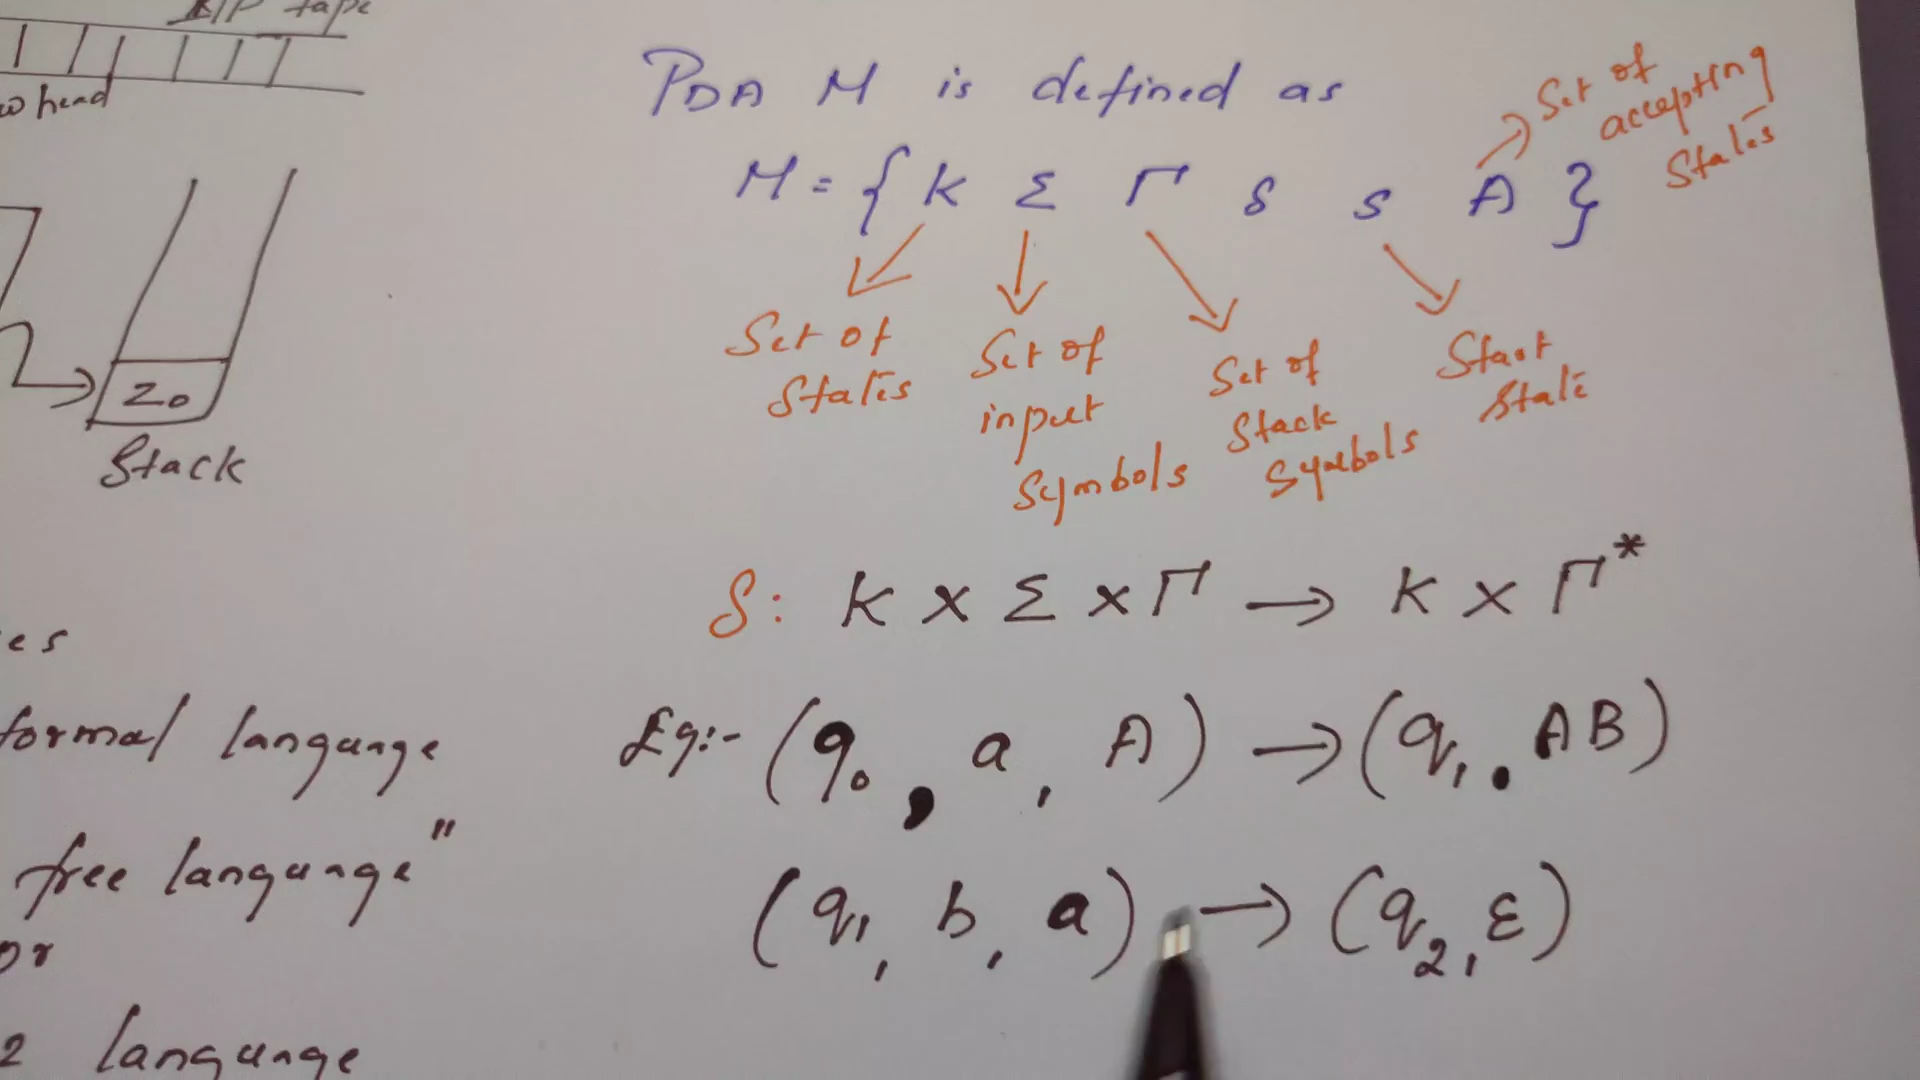 I/P tape
head
Z0
Stack
es
formal language
free language"
or
2 language
PDA M is defined as
M = { K Σ Γ δ s A }
Set of accepting States
Set of States
Set of input Symbols
Set of Stack Symbols
Start State
δ: K × Σ × Γ → K × Γ*
Eg:- (q0, a, A) → (q1, AB)
(q1, b, a) → (q2, ε)